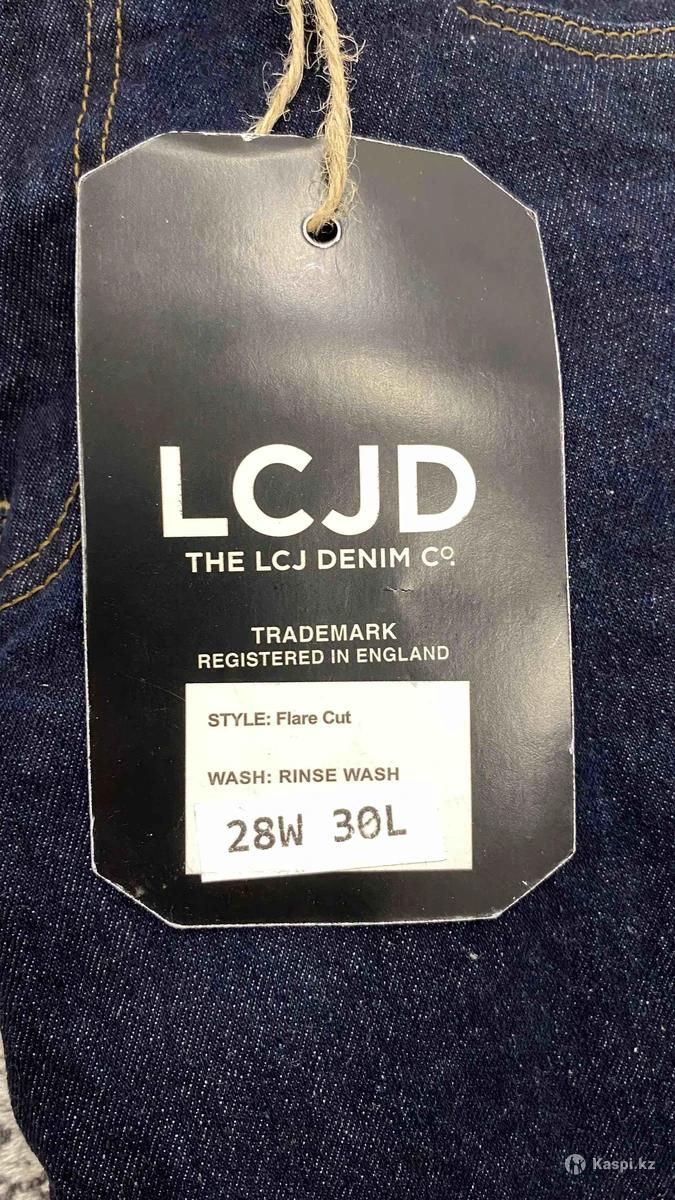 LCJD
THE LCJ DENIM Cº.
TRADEMARK
REGISTERED IN ENGLAND
STYLE: Flare Cut
WASH: RINSE WASH
28W 30L
Kaspi.kz